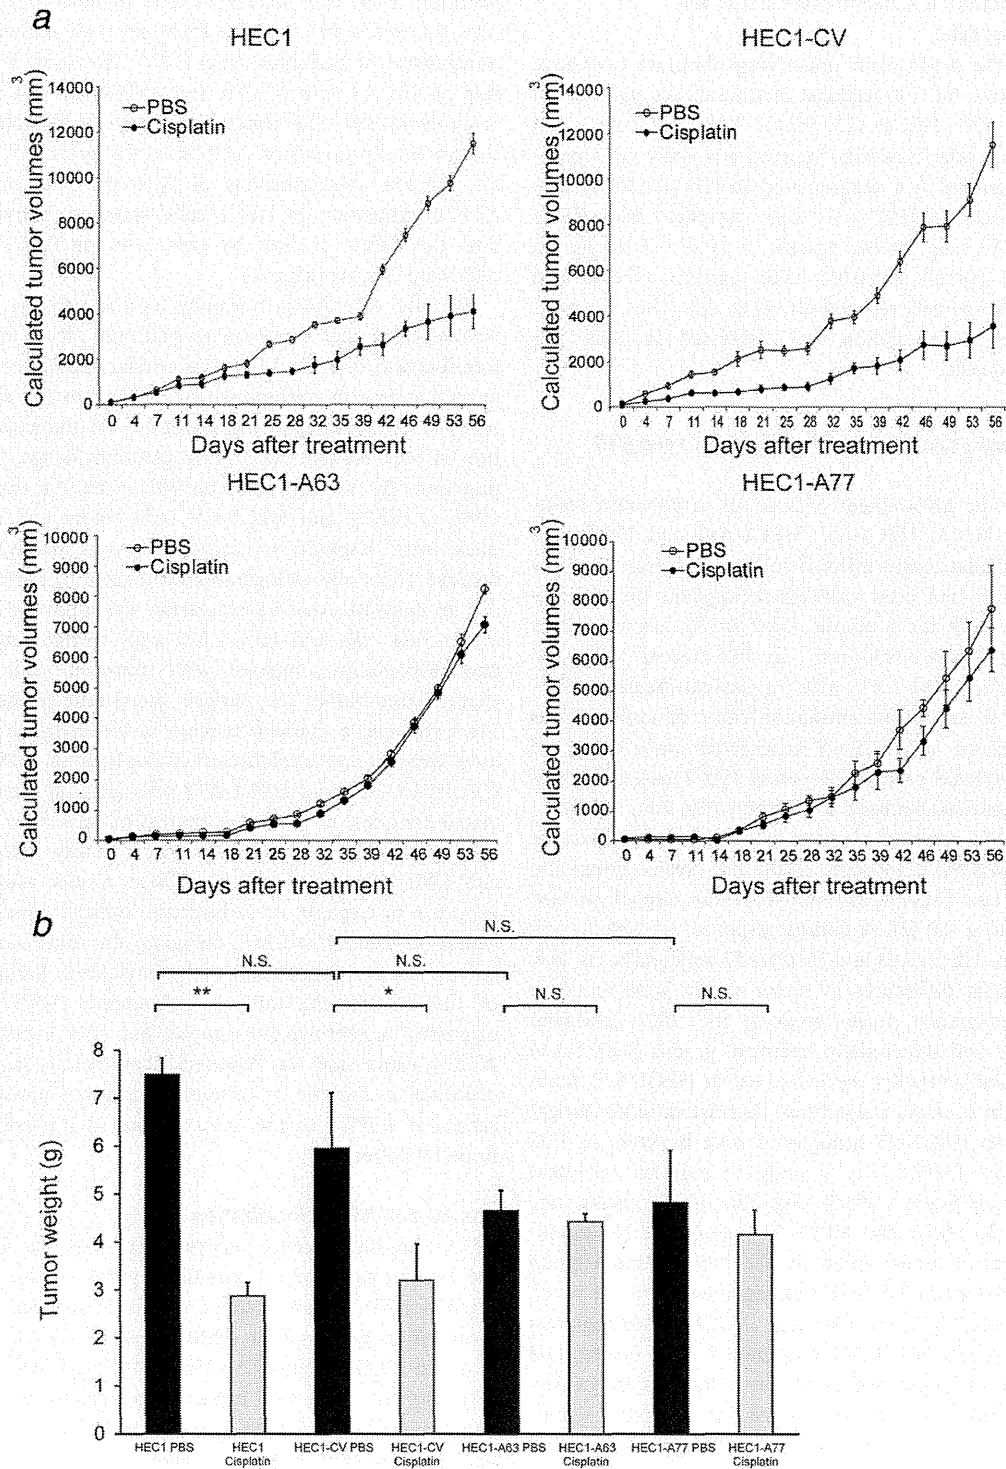 a
HEC1
Calculated tumor volumes (mm3)
14000
12000
10000
8000
6000
4000
2000
0
PBS
Cisplatin
0 4 7 11 14 18 21 25 28 32 35 39 42 46 49 53 56
Days after treatment
HEC1-CV
Calculated tumor volumes (mm3)
14000
12000
10000
8000
6000
4000
2000
0
PBS
Cisplatin
0 4 7 11 14 18 21 25 28 32 35 39 42 46 49 53 56
Days after treatment
HEC1-A63
Calculated tumor volumes (mm3)
10000
9000
8000
7000
6000
5000
4000
3000
2000
1000
0
PBS
Cisplatin
0 4 7 11 14 18 21 25 28 32 35 39 42 46 49 53 56
Days after treatment
HEC1-A77
Calculated tumor volumes (mm3)
10000
9000
8000
7000
6000
5000
4000
3000
2000
1000
0
PBS
Cisplatin
0 4 7 11 14 18 21 25 28 32 35 39 42 46 49 53 56
Days after treatment
b
N.S.
N.S. N.S.
** * N.S. N.S.
Tumor weight (g)
8
7
6
5
4
3
2
1
0
HEC1 PBS
HEC1
Cisplatin
HEC1-CV PBS
HEC1-CV
Cisplatin
HEC1-A63 PBS
HEC1-A63
Cisplatin
HEC1-A77 PBS
HEC1-A77
Cisplatin